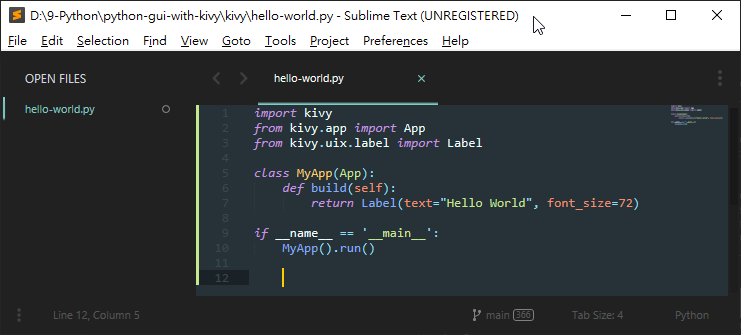 D:\9-Python\python-gui-with-kivy\kivy\hello-world.py - Sublime Text (UNREGISTERED)
File Edit Selection Find View Goto Tools Project Preferences Help
OPEN FILES
hello-world.py
hello-world.py
1 import kivy
2 from kivy.app import App
3 from kivy.uix.label import Label
4
5 class MyApp(App):
6     def build(self):
7         return Label(text="Hello World", font_size=72)
8
9 if __name__ == '__main__':
10     MyApp().run()
11
12
Line 12, Column 5 main 366 Tab Size: 4 Python